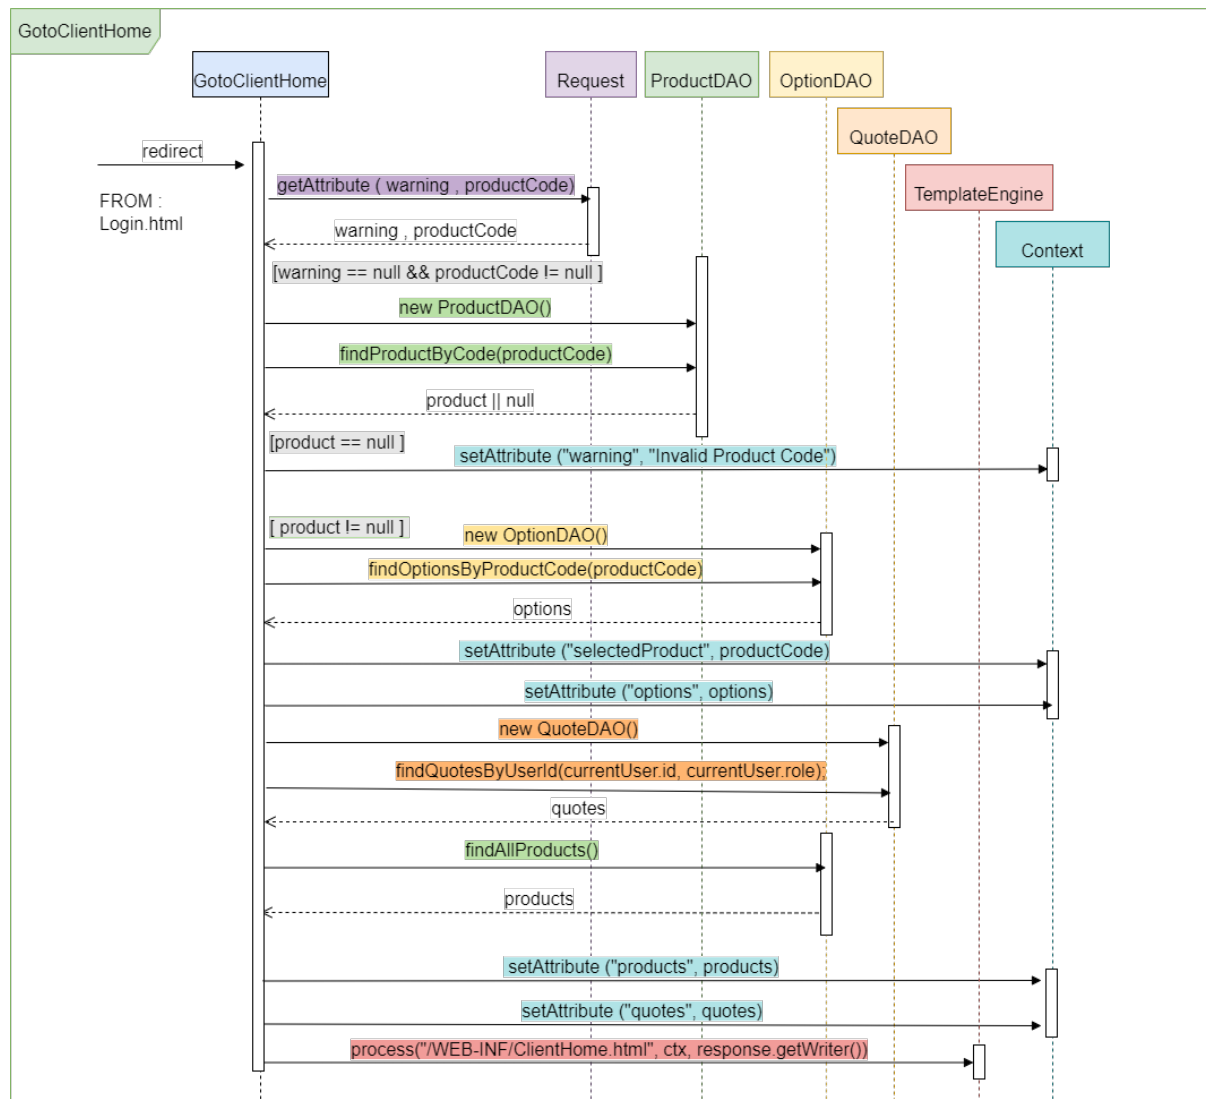 GotoClientHome
GotoClientHome
Request
ProductDAO
OptionDAO
QuoteDAO
TemplateEngine
Context
redirect
FROM :
Login.html
getAttribute ( warning , productCode)
warning , productCode
[warning == null && productCode != null ]
new ProductDAO()
findProductByCode(productCode)
product || null
[product == null ]
setAttribute ("warning", "Invalid Product Code")
[ product != null ]
new OptionDAO()
findOptionsByProductCode(productCode)
options
setAttribute ("selectedProduct", productCode)
setAttribute ("options", options)
new QuoteDAO()
findQuotesByUserId(currentUser.id, currentUser.role);
quotes
findAllProducts()
products
setAttribute ("products", products)
setAttribute ("quotes", quotes)
process("/WEB-INF/ClientHome.html", ctx, response.getWriter())